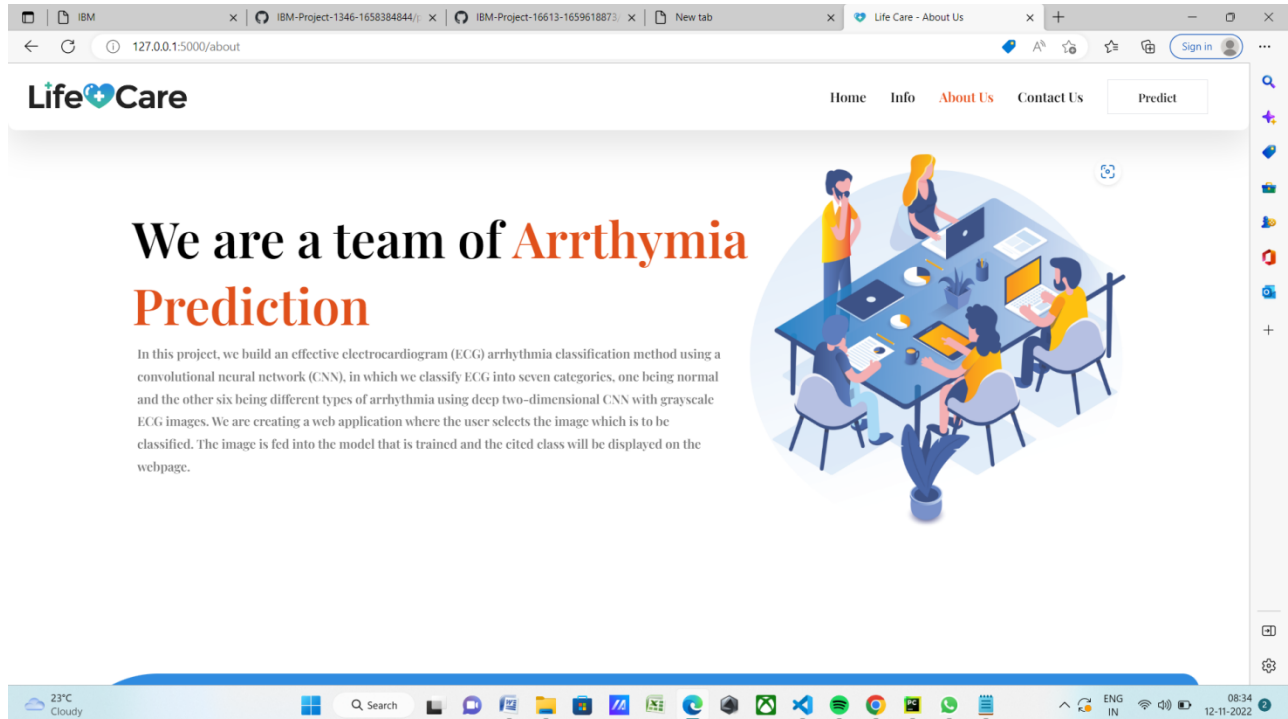 IBM
IBM-Project-1346-1658384844/p
IBM-Project-16613-1659618873/
New tab
Life Care - About Us
127.0.0.1:5000/about
Sign in
Life Care
Home Info About Us Contact Us Predict
We are a team of Arrthymia
Prediction
In this project, we build an effective electrocardiogram (ECG) arrhythmia classification method using a
convolutional neural network (CNN), in which we classify ECG into seven categories, one being normal
and the other six being different types of arrhythmia using deep two-dimensional CNN with grayscale
ECG images. We are creating a web application where the user selects the image which is to be
classified. The image is fed into the model that is trained and the cited class will be displayed on the
webpage.
23°C
Cloudy
Search
ENG
IN
08:34
12-11-2022
2